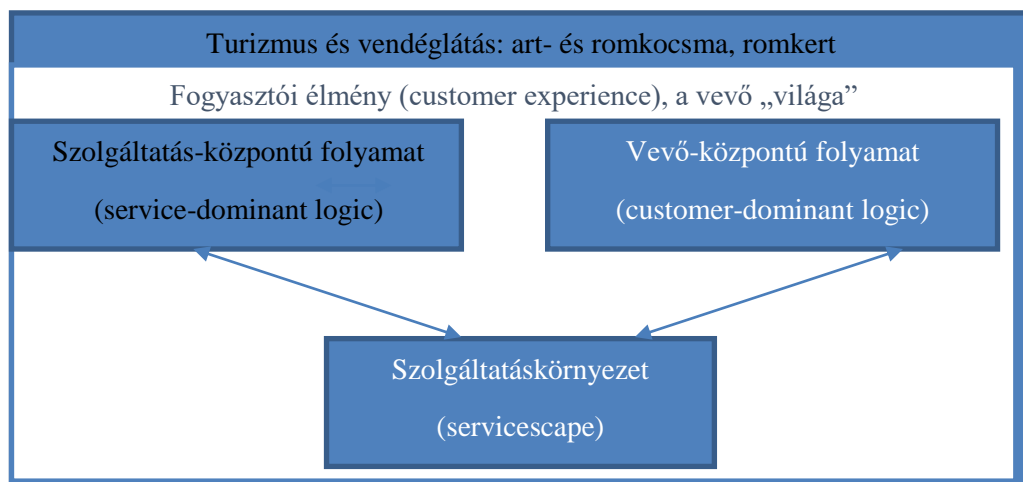 Turizmus és vendéglátás: art- és romkocsma, romkert
Fogyasztói élmény (customer experience), a vevő „világa”
Szolgáltatás-központú folyamat
(service-dominant logic)
Vevő-központú folyamat
(customer-dominant logic)
Szolgáltatáskörnyezet
(servicescape)